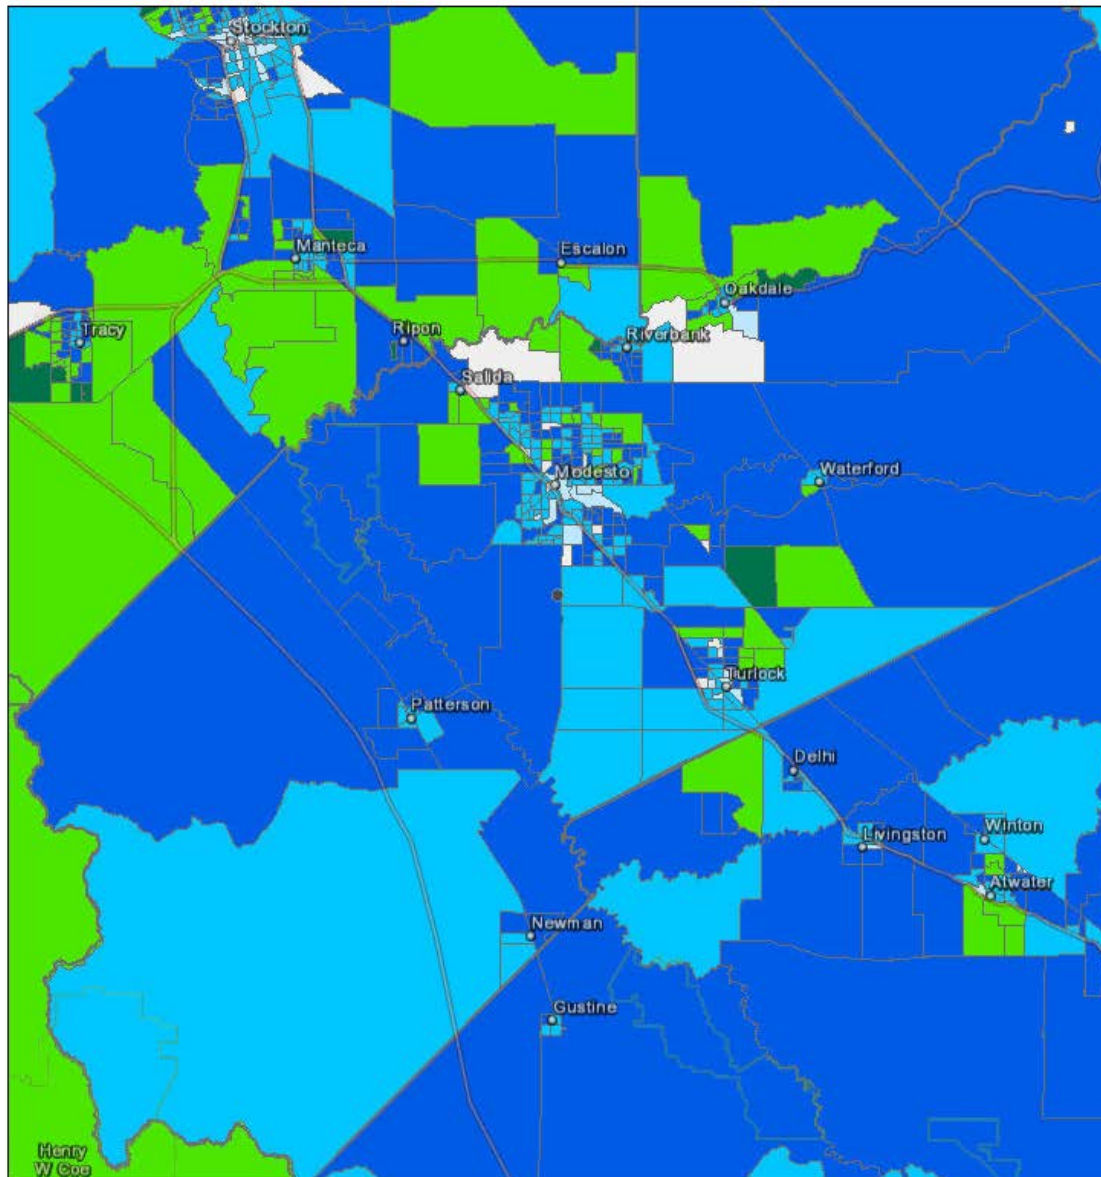 Stockton
Manteca
Escalon
Oakdale
Tracy
Ripon
Riverbank
Salida
Modesto
Waterford
Turlock
Patterson
Delhi
Livingston
Winton
Atwater
Newman
Gustine
Henry
W Coe